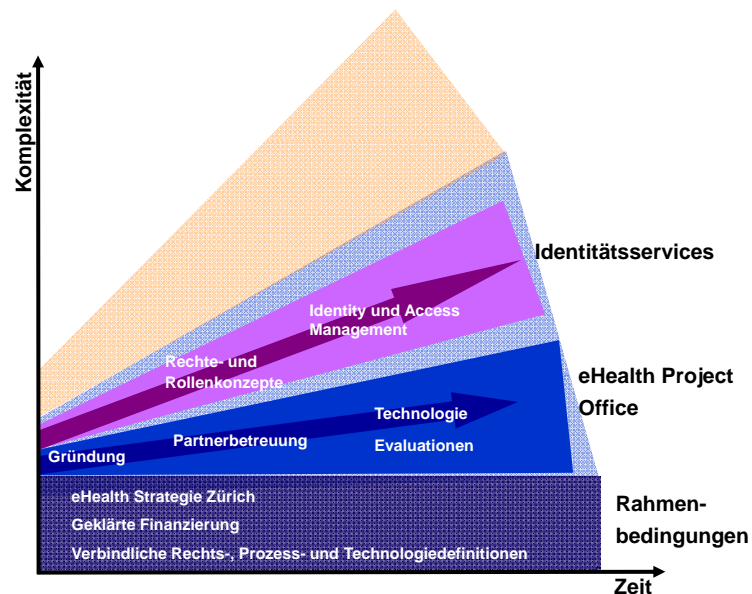 Komplexität
Identitätsservices
Identity und Access
Management
Rechte- und
Rollenkonzepte
eHealth Project
Office
Technologie
Partnerbetreuung
Evaluationen
Gründung
eHealth Strategie Zürich
Geklärte Finanzierung
Verbindliche Rechts-, Prozess- und Technologiedefinitionen
Rahmen-
bedingungen
Zeit